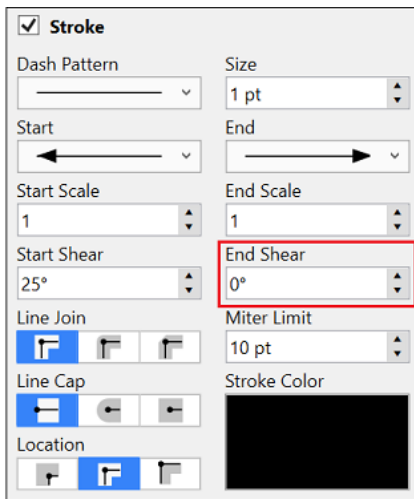 Stroke
Dash Pattern Size
1 pt
Start End
Start Scale End Scale
1 1
Start Shear End Shear
25° 0°
Line Join Miter Limit
10 pt
Line Cap Stroke Color
Location